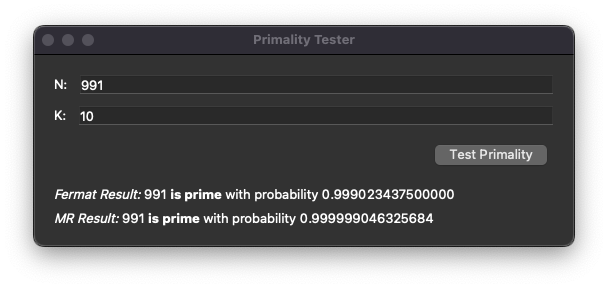 Primality Tester
N: 991
K: 10
Test Primality
Fermat Result: 991 is prime with probability 0.999023437500000
MR Result: 991 is prime with probability 0.999999046325684